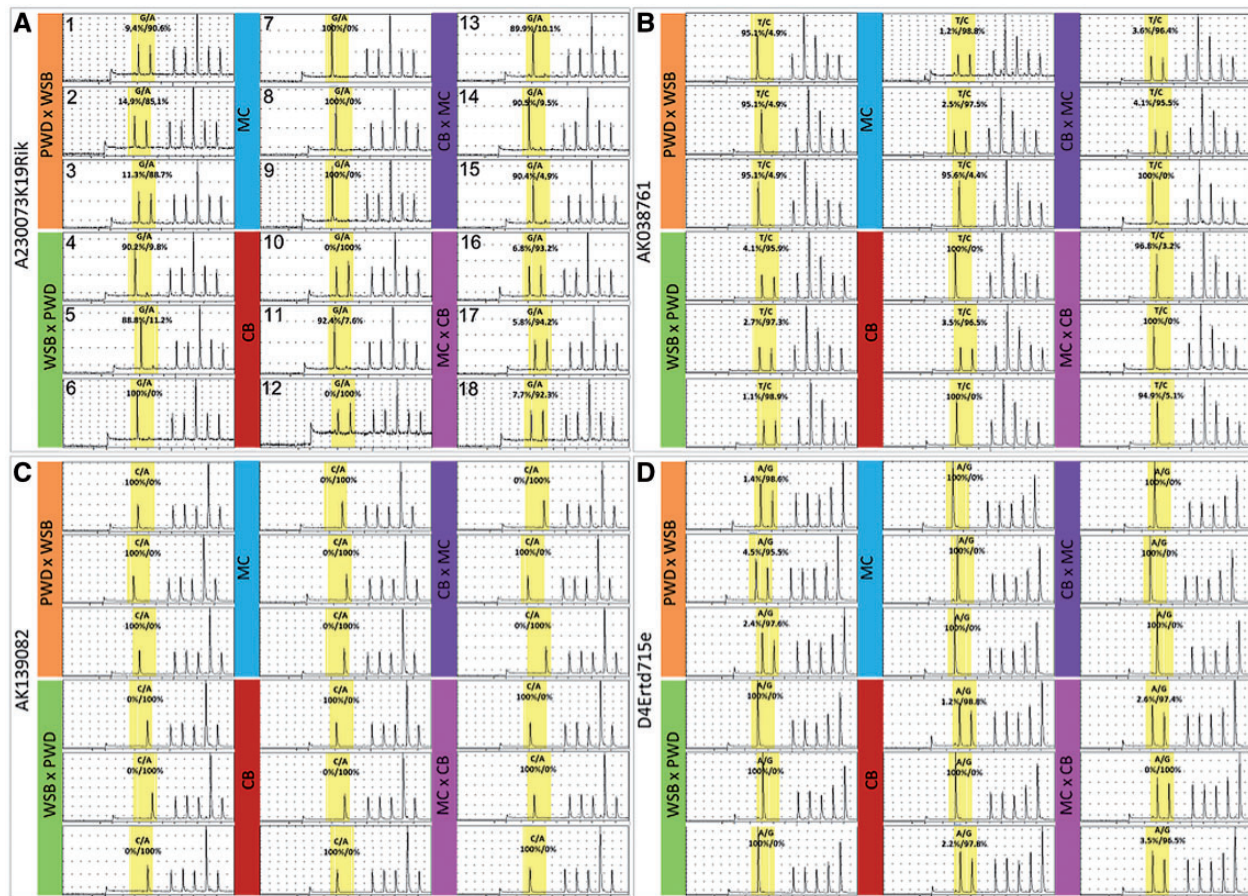 A
A230073K19Rik
PWD x WSB
WSB x PWD
1
G/A
9.4%/90.6%
2
G/A
14.9%/85.1%
3
G/A
11.3%/88.7%
4
G/A
90.2%/9.8%
5
G/A
88.8%/11.2%
6
G/A
100%/0%
MC
CB
7
G/A
100%/0%
8
G/A
100%/0%
9
G/A
100%/0%
10
G/A
0%/100%
11
G/A
92.4%/7.6%
12
G/A
0%/100%
CB x MC
MC x CB
13
G/A
89.9%/10.1%
14
G/A
90.5%/9.5%
15
G/A
90.4%/4.9%
16
G/A
6.8%/93.2%
17
G/A
5.8%/94.2%
18
G/A
7.7%/92.3%
B
AK038761
PWD x WSB
WSB x PWD
T/C
95.1%/4.9%
T/C
95.1%/4.9%
T/C
95.1%/4.9%
T/C
4.1%/95.9%
T/C
2.7%/97.3%
T/C
1.1%/98.9%
MC
CB
T/C
1.2%/98.8%
T/C
2.5%/97.5%
T/C
95.6%/4.4%
T/C
100%/0%
T/C
3.5%/96.5%
T/C
100%/0%
CB x MC
MC x CB
T/C
3.6%/96.4%
T/C
4.1%/95.5%
T/C
100%/0%
T/C
96.8%/3.2%
T/C
100%/0%
T/C
94.9%/5.1%
C
AK139082
PWD x WSB
WSB x PWD
C/A
100%/0%
C/A
100%/0%
C/A
100%/0%
C/A
0%/100%
C/A
0%/100%
C/A
0%/100%
MC
CB
C/A
0%/100%
C/A
0%/100%
C/A
0%/100%
C/A
100%/0%
C/A
0%/100%
C/A
100%/0%
CB x MC
MC x CB
C/A
0%/100%
C/A
100%/0%
C/A
0%/100%
C/A
100%/0%
C/A
100%/0%
C/A
100%/0%
D
D4Ertd715e
PWD x WSB
WSB x PWD
A/G
1.4%/98.6%
A/G
4.5%/95.5%
A/G
2.4%/97.6%
A/G
100%/0%
A/G
100%/0%
A/G
100%/0%
MC
CB
A/G
100%/0%
A/G
100%/0%
A/G
100%/0%
A/G
1.2%/98.8%
A/G
100%/0%
A/G
2.2%/97.8%
CB x MC
MC x CB
A/G
100%/0%
A/G
100%/0%
A/G
100%/0%
A/G
2.6%/97.4%
A/G
0%/100%
A/G
3.5%/96.5%